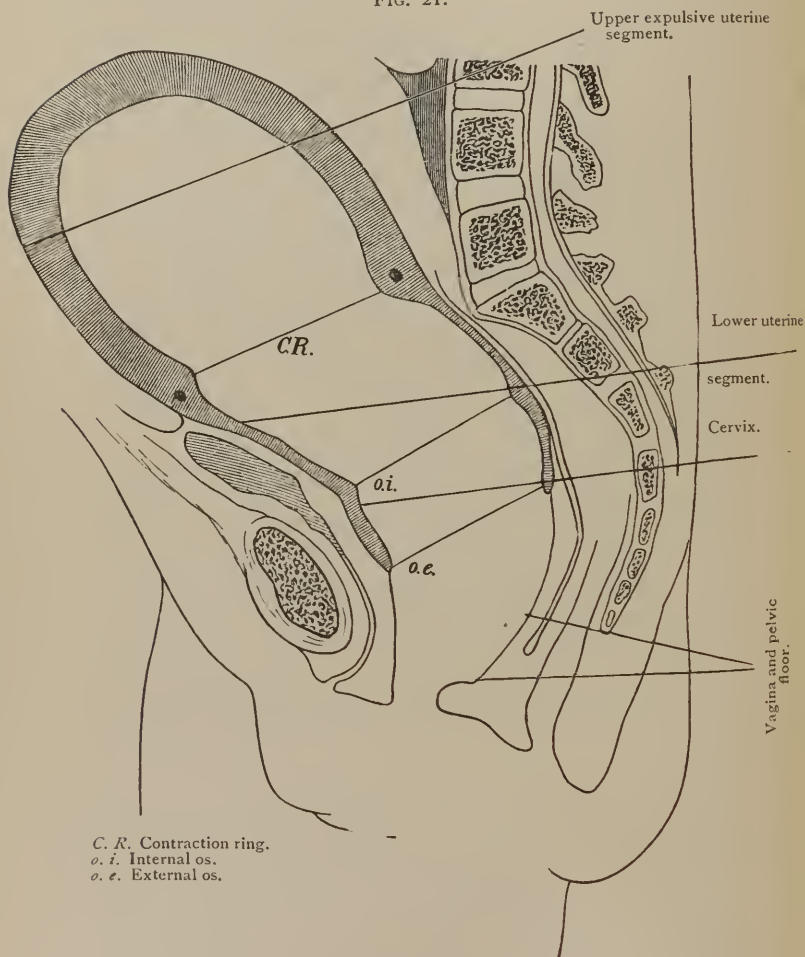 FIG. 21.
Upper expulsive uterine
segment.
CR.
Lower uterine
segment.
Cervix.
o.i.
o.e.
Vagina and pelvic
floor.
C. R. Contraction ring.
o. i. Internal os.
o. e. External os.